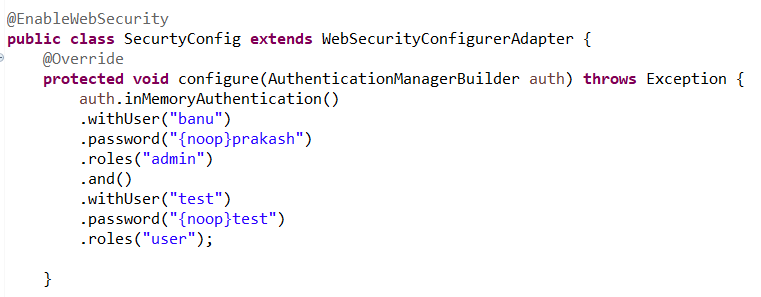 @EnableWebSecurity
public class SecurtyConfig extends WebSecurityConfigurerAdapter {
@Override
protected void configure(AuthenticationManagerBuilder auth) throws Exception {
auth.inMemoryAuthentication()
.withUser("banu")
.password("{noop}prakash")
.roles("admin")
.and()
.withUser("test")
.password("{noop}test")
.roles("user");
}